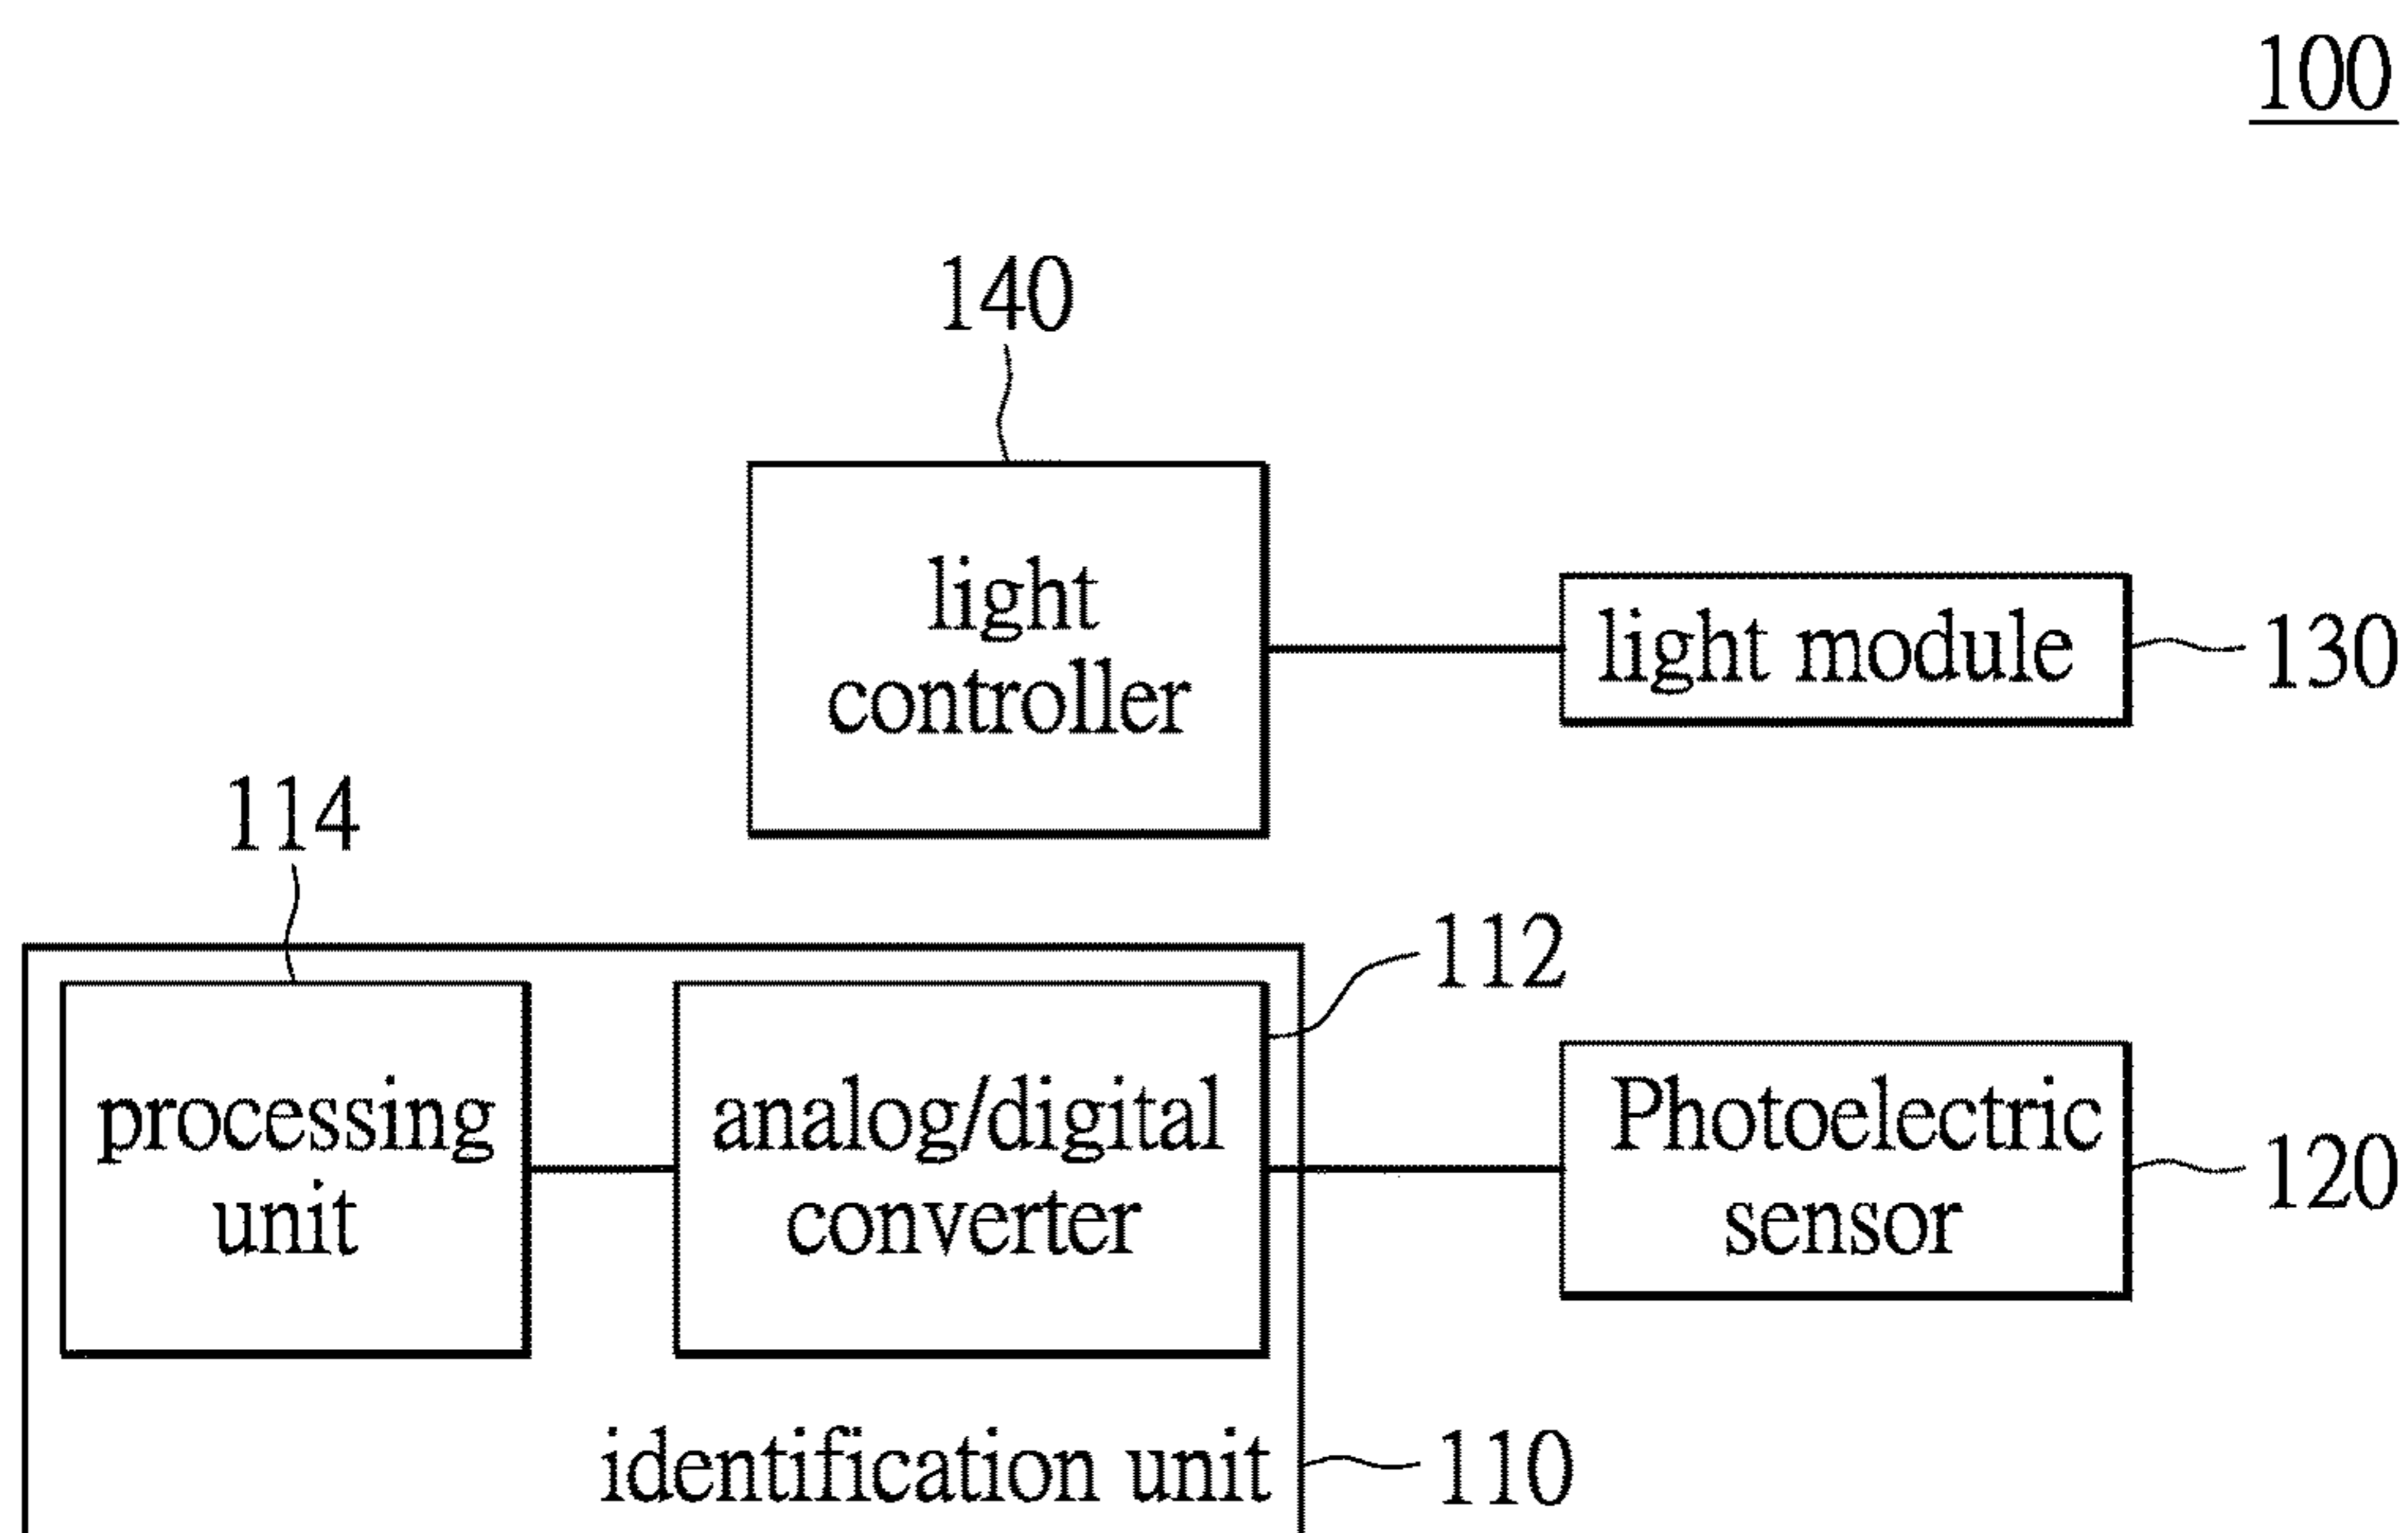 100
140
light
controller
light module
130
114
112
processing
unit
analog/digital
converter
Photoelectric
sensor
120
identification unit
110